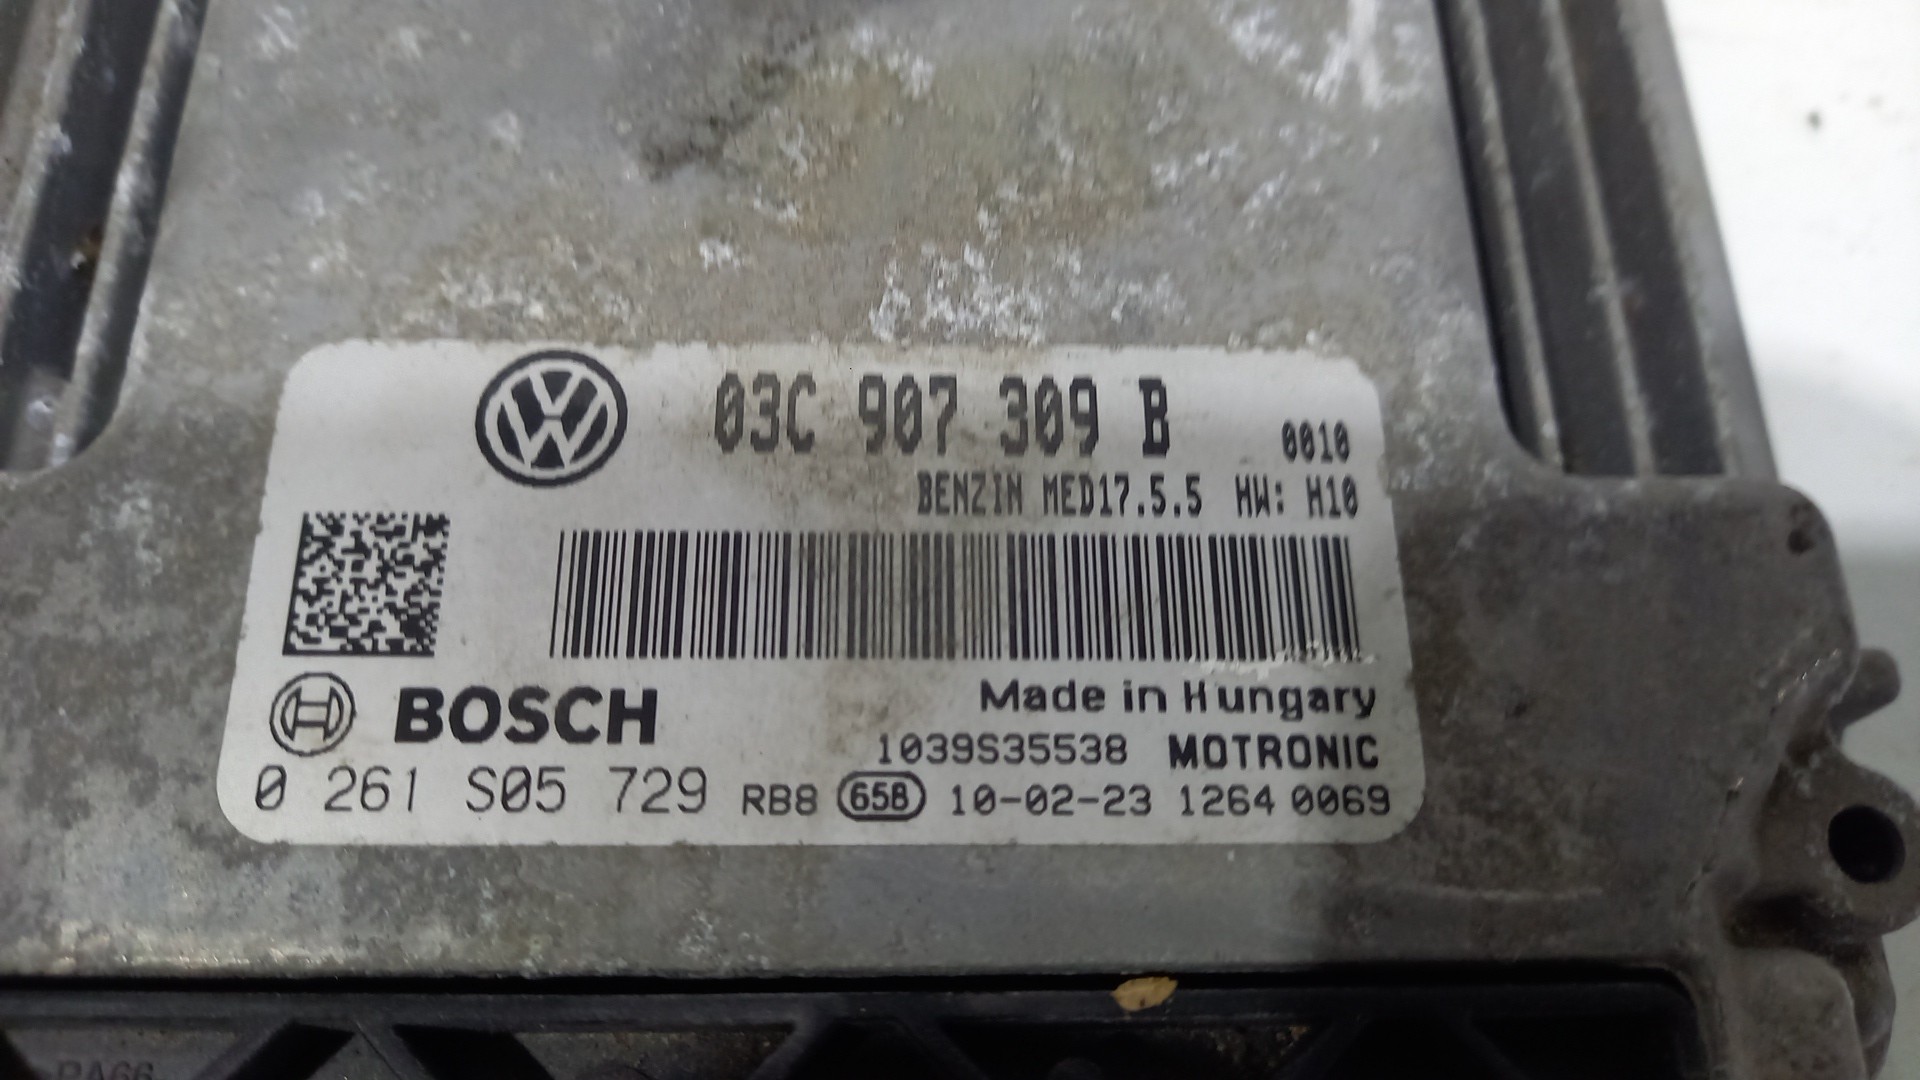 03C 907 309 B 0010
BENZIN MED17.5.5 HW: H10
BOSCH
Made in Hungary
1039S35538 MOTRONIC
0 261 S05 729 RB8 65B 10-02-23 1264 0069
PA66